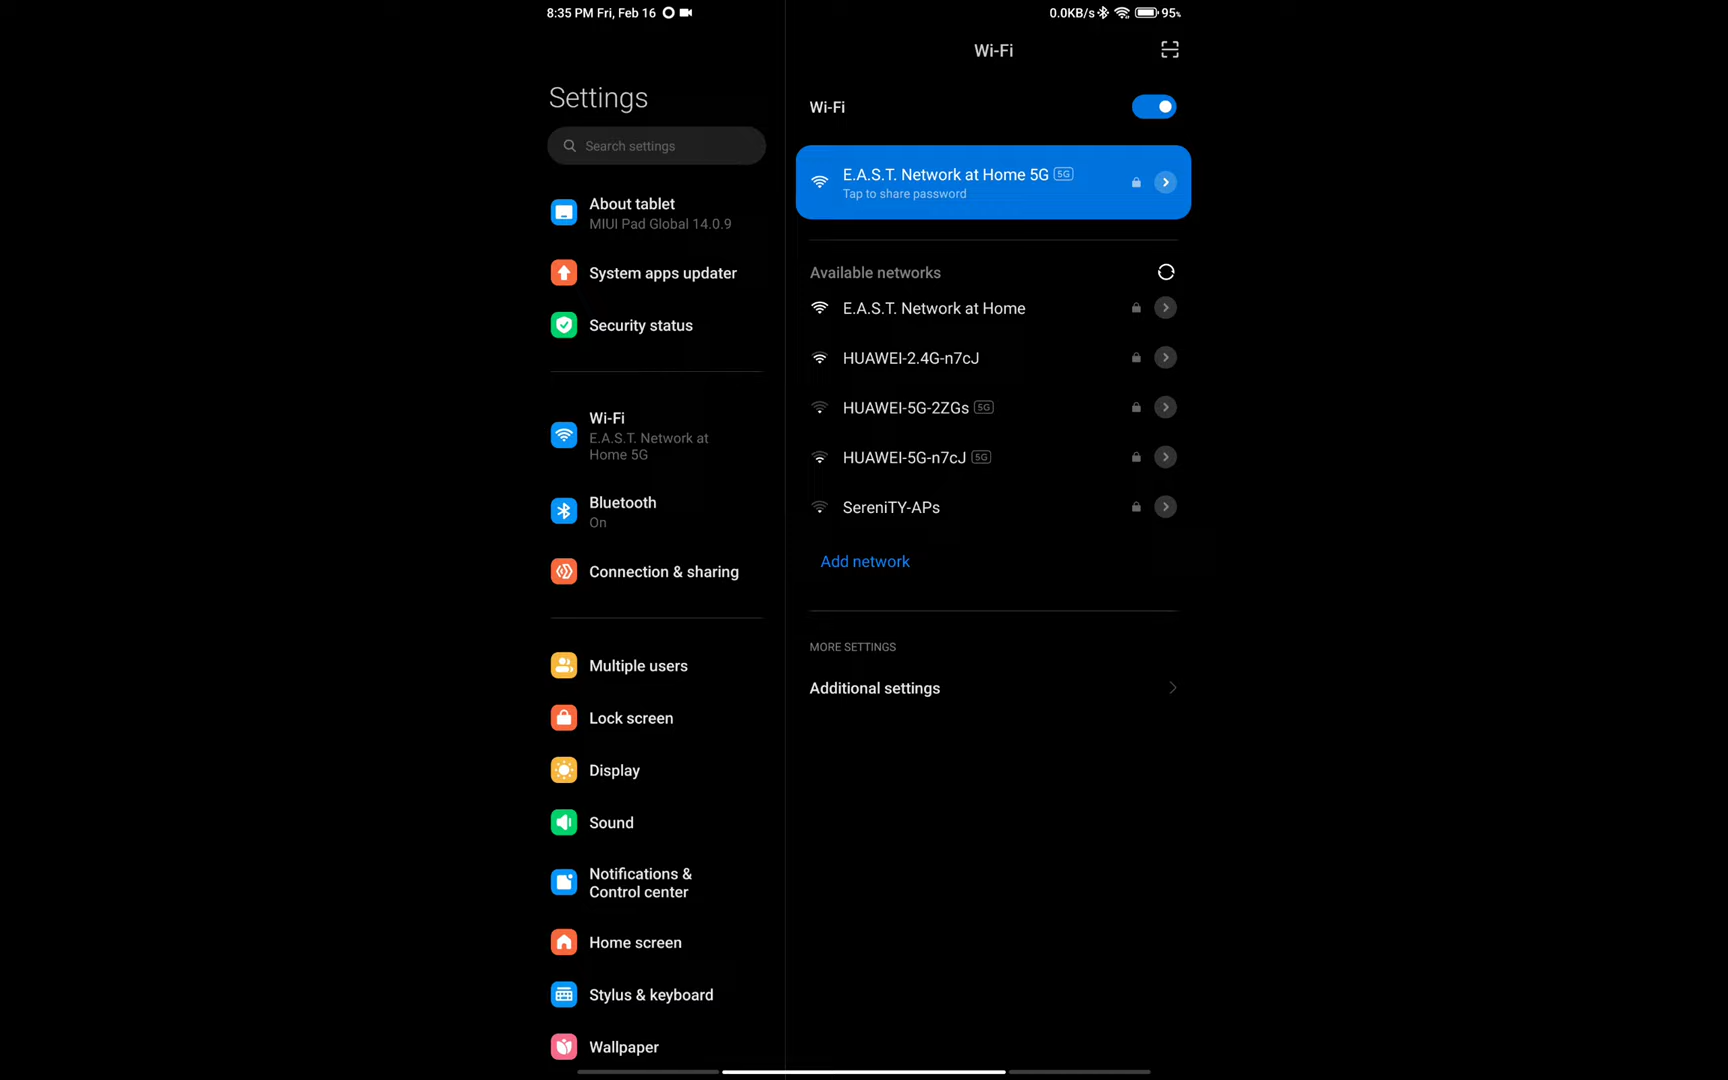 8:35 PM Fri, Feb 16
0.0KB/s 95%
Settings
Search settings
About tablet
MIUI Pad Global 14.0.9
System apps updater
Security status
Wi-Fi
E.A.S.T. Network at
Home 5G
Bluetooth
On
Connection & sharing
Multiple users
Lock screen
Display
Sound
Notifications &
Control center
Home screen
Stylus & keyboard
Wallpaper
Wi-Fi
Wi-Fi
E.A.S.T. Network at Home 5G 5G
Tap to share password
Available networks
E.A.S.T. Network at Home
HUAWEI-2.4G-n7cJ
HUAWEI-5G-2ZGs 5G
HUAWEI-5G-n7cJ 5G
SereniTY-APs
Add network
MORE SETTINGS
Additional settings